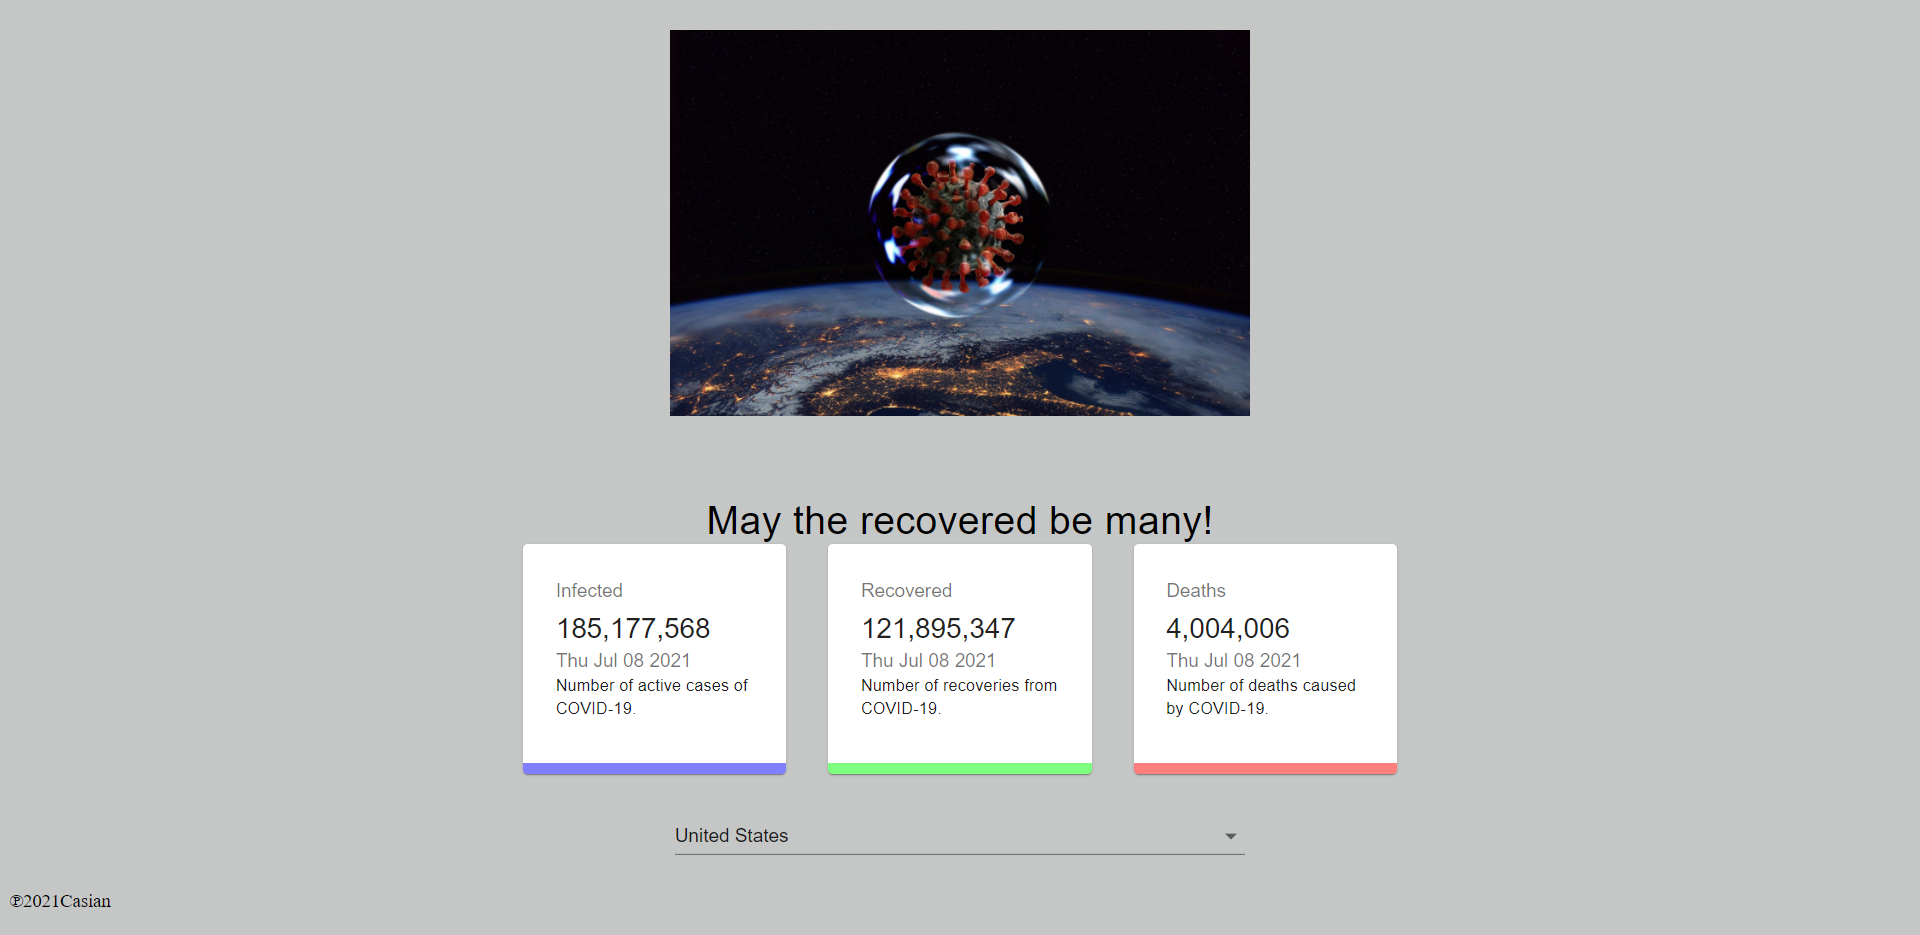 May the recovered be many!
Infected
185,177,568
Thu Jul 08 2021
Number of active cases of
COVID-19.
Recovered
121,895,347
Thu Jul 08 2021
Number of recoveries from
COVID-19.
Deaths
4,004,006
Thu Jul 08 2021
Number of deaths caused
by COVID-19.
United States
℗2021Casian